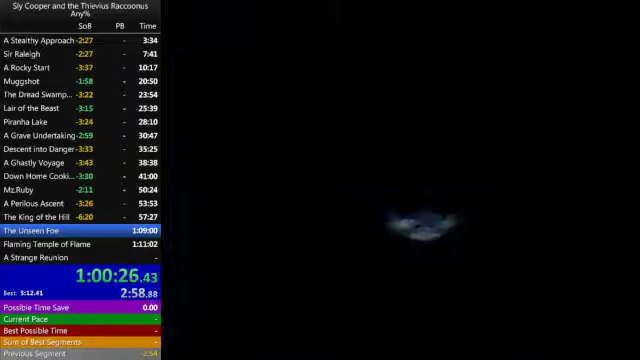 Sly Cooper and the Thievius Raccoonus
Any%
SoB PB Time
A Stealthy Approach -2:27 - 3:34
Sir Raleigh -2:27 - 7:41
A Rocky Start -3:37 - 10:17
Muggshot -1:58 - 20:50
The Dread Swamp... -3:22 - 23:54
Lair of the Beast -3:15 - 25:39
Piranha Lake -3:24 - 28:10
A Grave Undertaking -2:59 - 30:47
Descent into Danger -3:33 - 35:25
A Ghastly Voyage -3:43 - 38:38
Down Home Cooki... -3:30 - 41:00
Mz.Ruby -2:11 - 50:24
A Perilous Ascent -3:26 - 53:53
The King of the Hill -6:20 - 57:27
The Unseen Foe 1:09:00
Flaming Temple of Flame 1:11:02
A Strange Reunion -
1:00:26.43
Best: 5:12.41 2:58.88
Possible Time Save 0.00
Current Pace -
Best Possible Time -
Sum of Best Segments -
Previous Segment -2:54